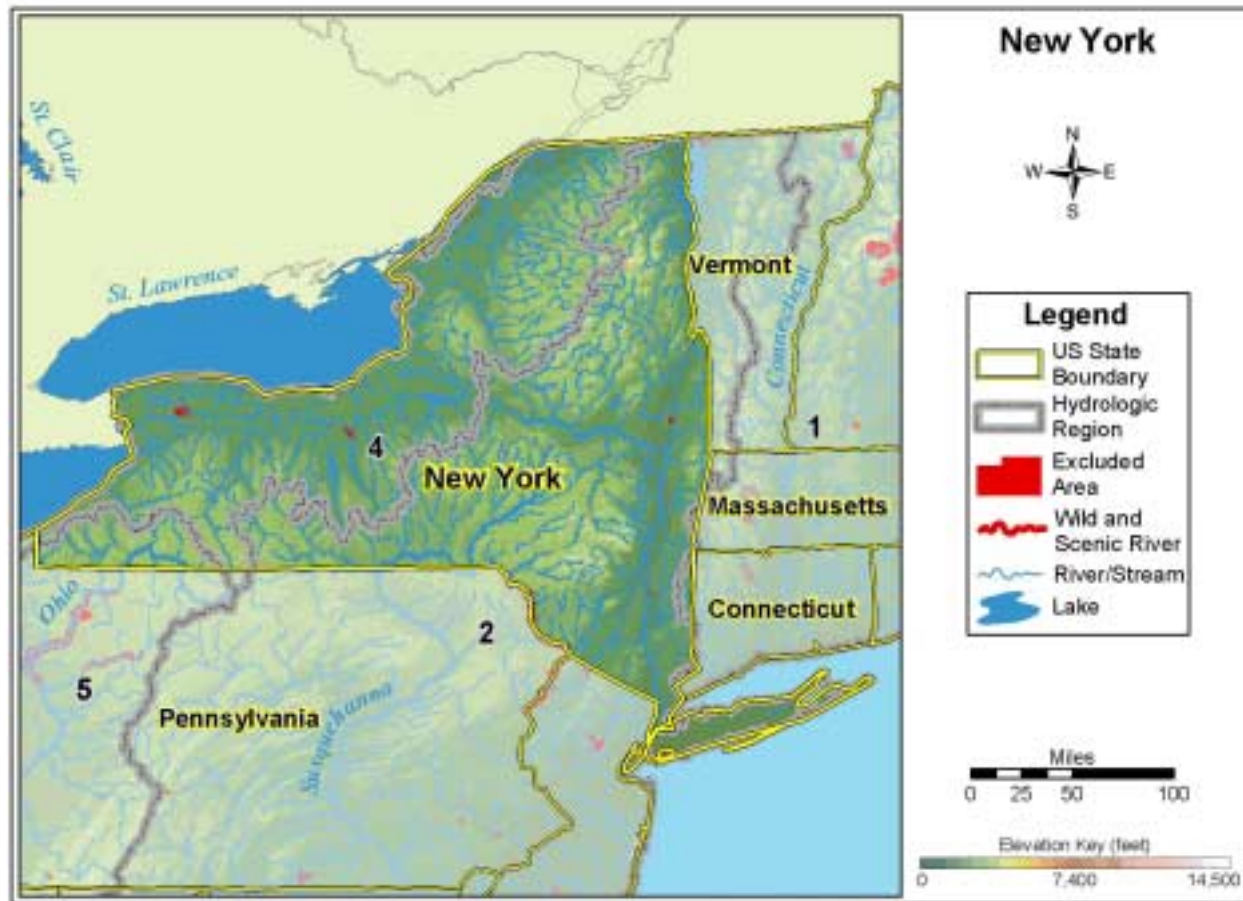 New York
N
W
E
S
St. Clair
St. Lawrence
Vermont
Connecticut
1
4
New York
Massachusetts
Connecticut
Ohio
2
5
Pennsylvania
Susquehanna
Legend
US State
Boundary
Hydrologic
Region
Excluded
Area
Wild and
Scenic River
River/Stream
Lake
Miles
0 25 50 100
Elevation Key (feet)
0 7,400 14,500